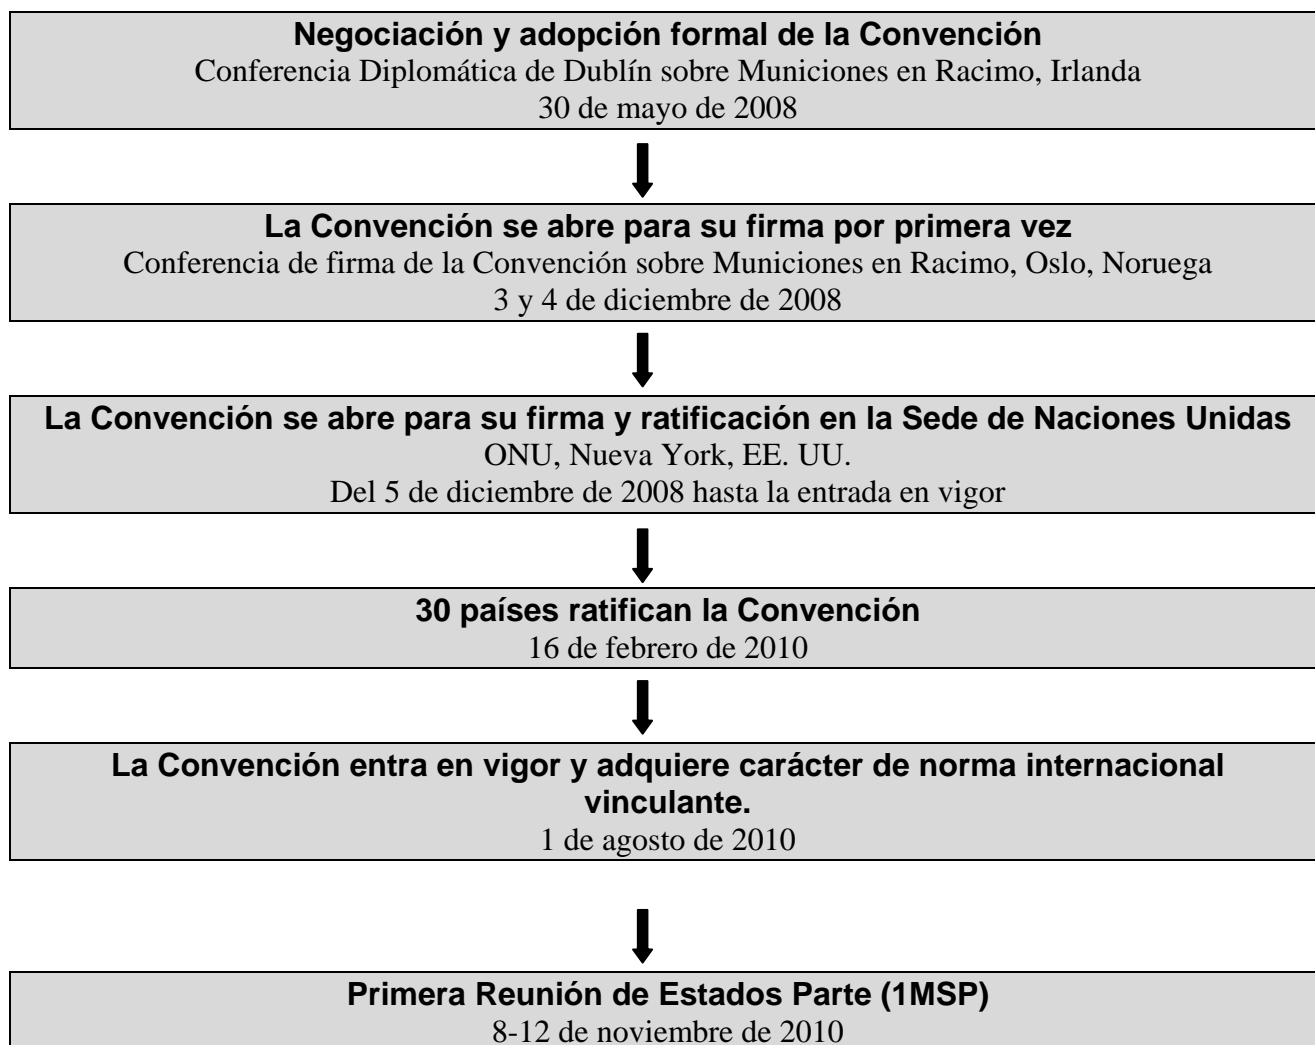 Negociación y adopción formal de la Convención
Conferencia Diplomática de Dublín sobre Municiones en Racimo, Irlanda
30 de mayo de 2008
La Convención se abre para su firma por primera vez
Conferencia de firma de la Convención sobre Municiones en Racimo, Oslo, Noruega
3 y 4 de diciembre de 2008
La Convención se abre para su firma y ratificación en la Sede de Naciones Unidas
ONU, Nueva York, EE. UU.
Del 5 de diciembre de 2008 hasta la entrada en vigor
30 países ratifican la Convención
16 de febrero de 2010
La Convención entra en vigor y adquiere carácter de norma internacional
vinculante.
1 de agosto de 2010
Primera Reunión de Estados Parte (1MSP)
8-12 de noviembre de 2010